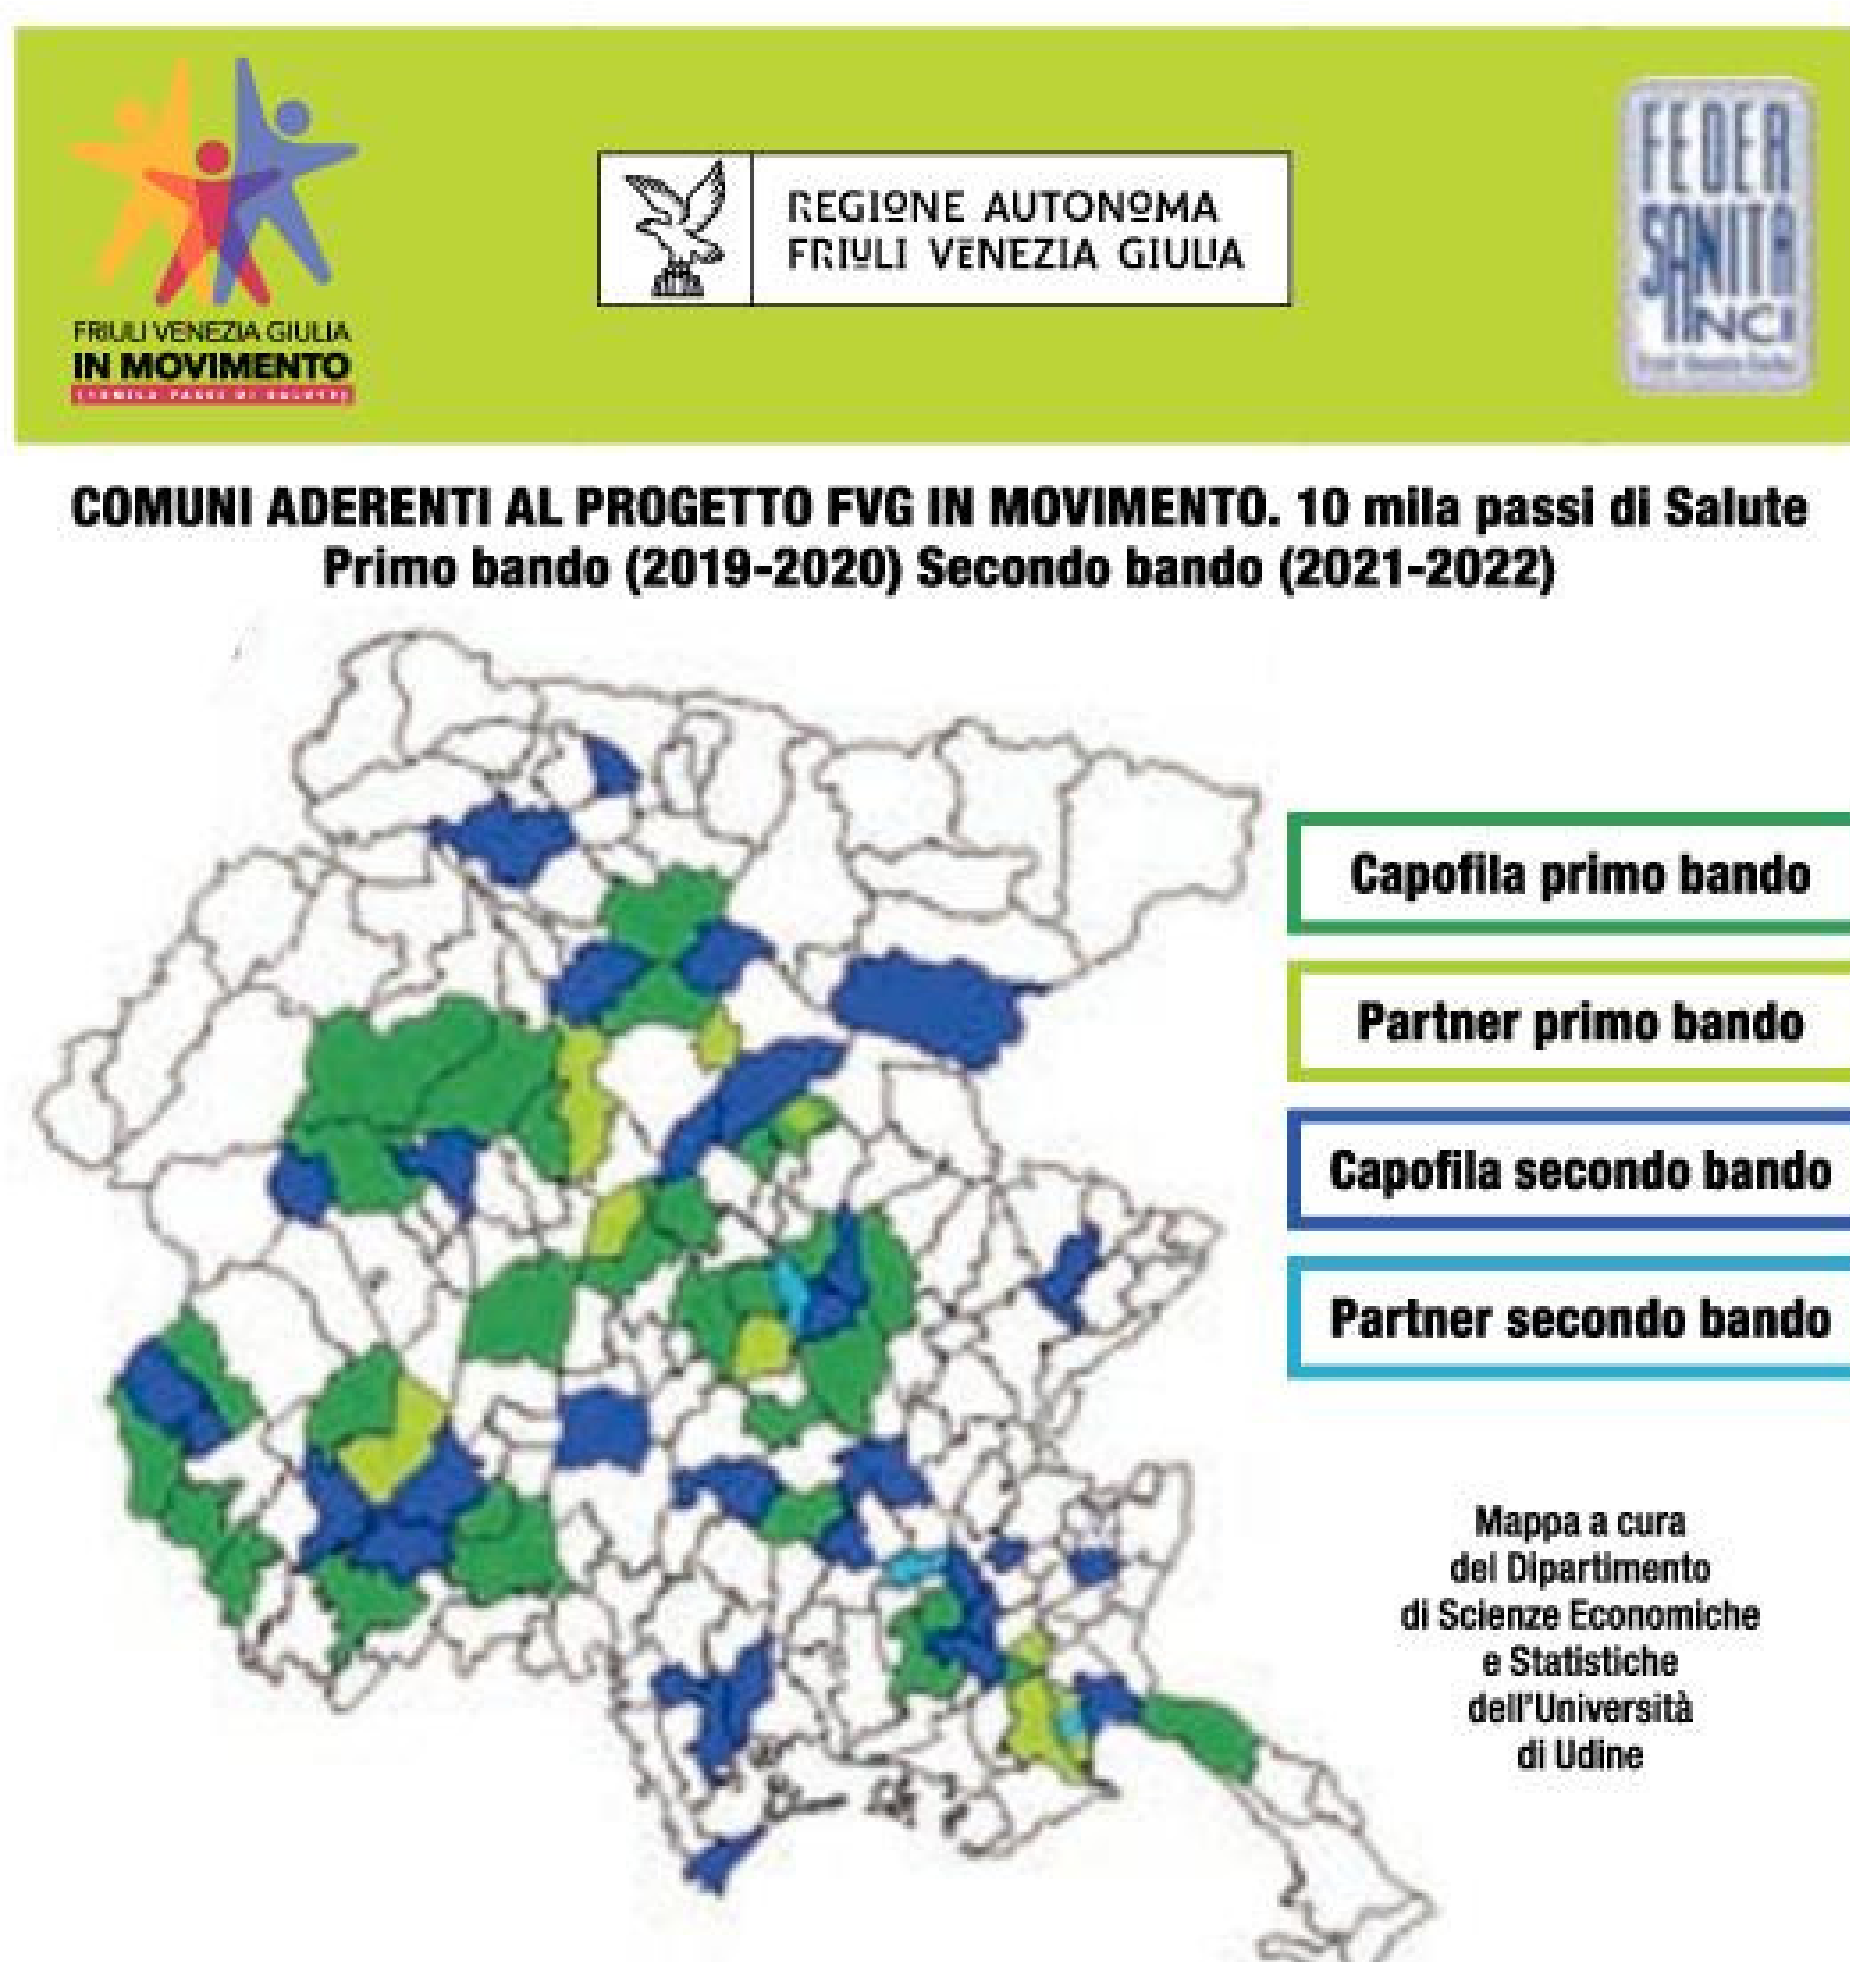 FRIULI VENEZIA GIULIA
IN MOVIMENTO
REGIONE AUTONOMA
FRIULI VENEZIA GIULIA
FEDER
SANITÀ
ANCI
COMUNI ADERENTI AL PROGETTO FVG IN MOVIMENTO. 10 mila passi di Salute
Primo bando (2019-2020) Secondo bando (2021-2022)
Capofila primo bando
Partner primo bando
Capofila secondo bando
Partner secondo bando
Mappa a cura
del Dipartimento
di Scienze Economiche
e Statistiche
dell'Università
di Udine